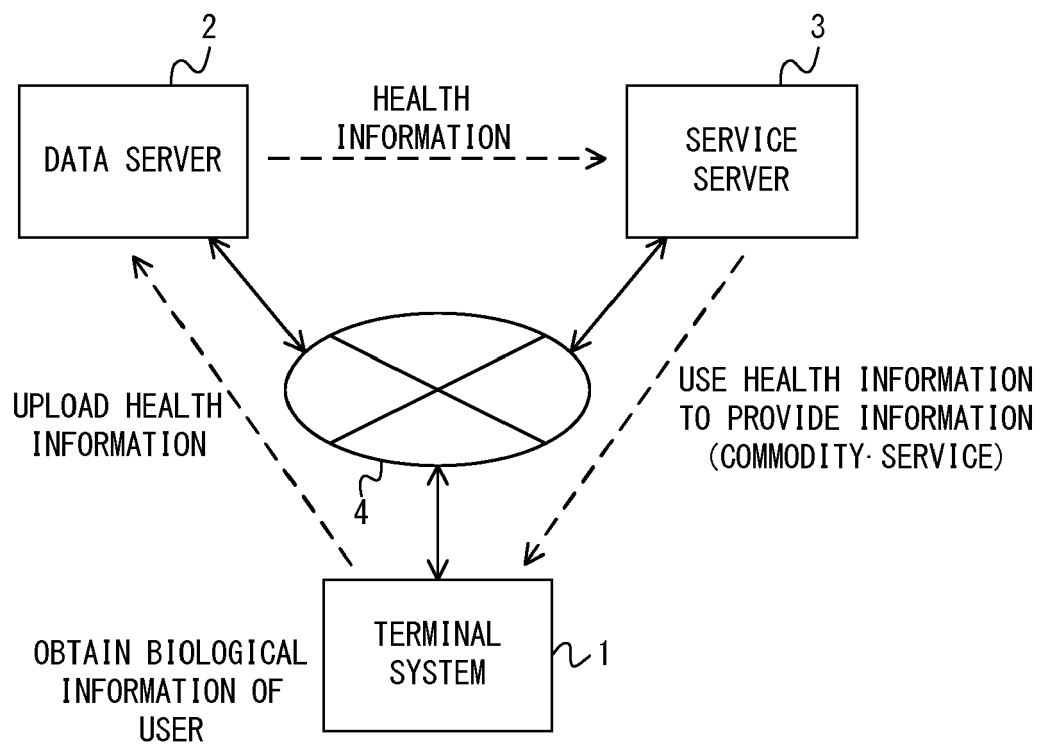 2
3
DATA SERVER
HEALTH
INFORMATION
SERVICE
SERVER
UPLOAD HEALTH
INFORMATION
USE HEALTH INFORMATION
TO PROVIDE INFORMATION
(COMMODITY·SERVICE)
4
TERMINAL
SYSTEM
1
OBTAIN BIOLOGICAL
INFORMATION OF
USER